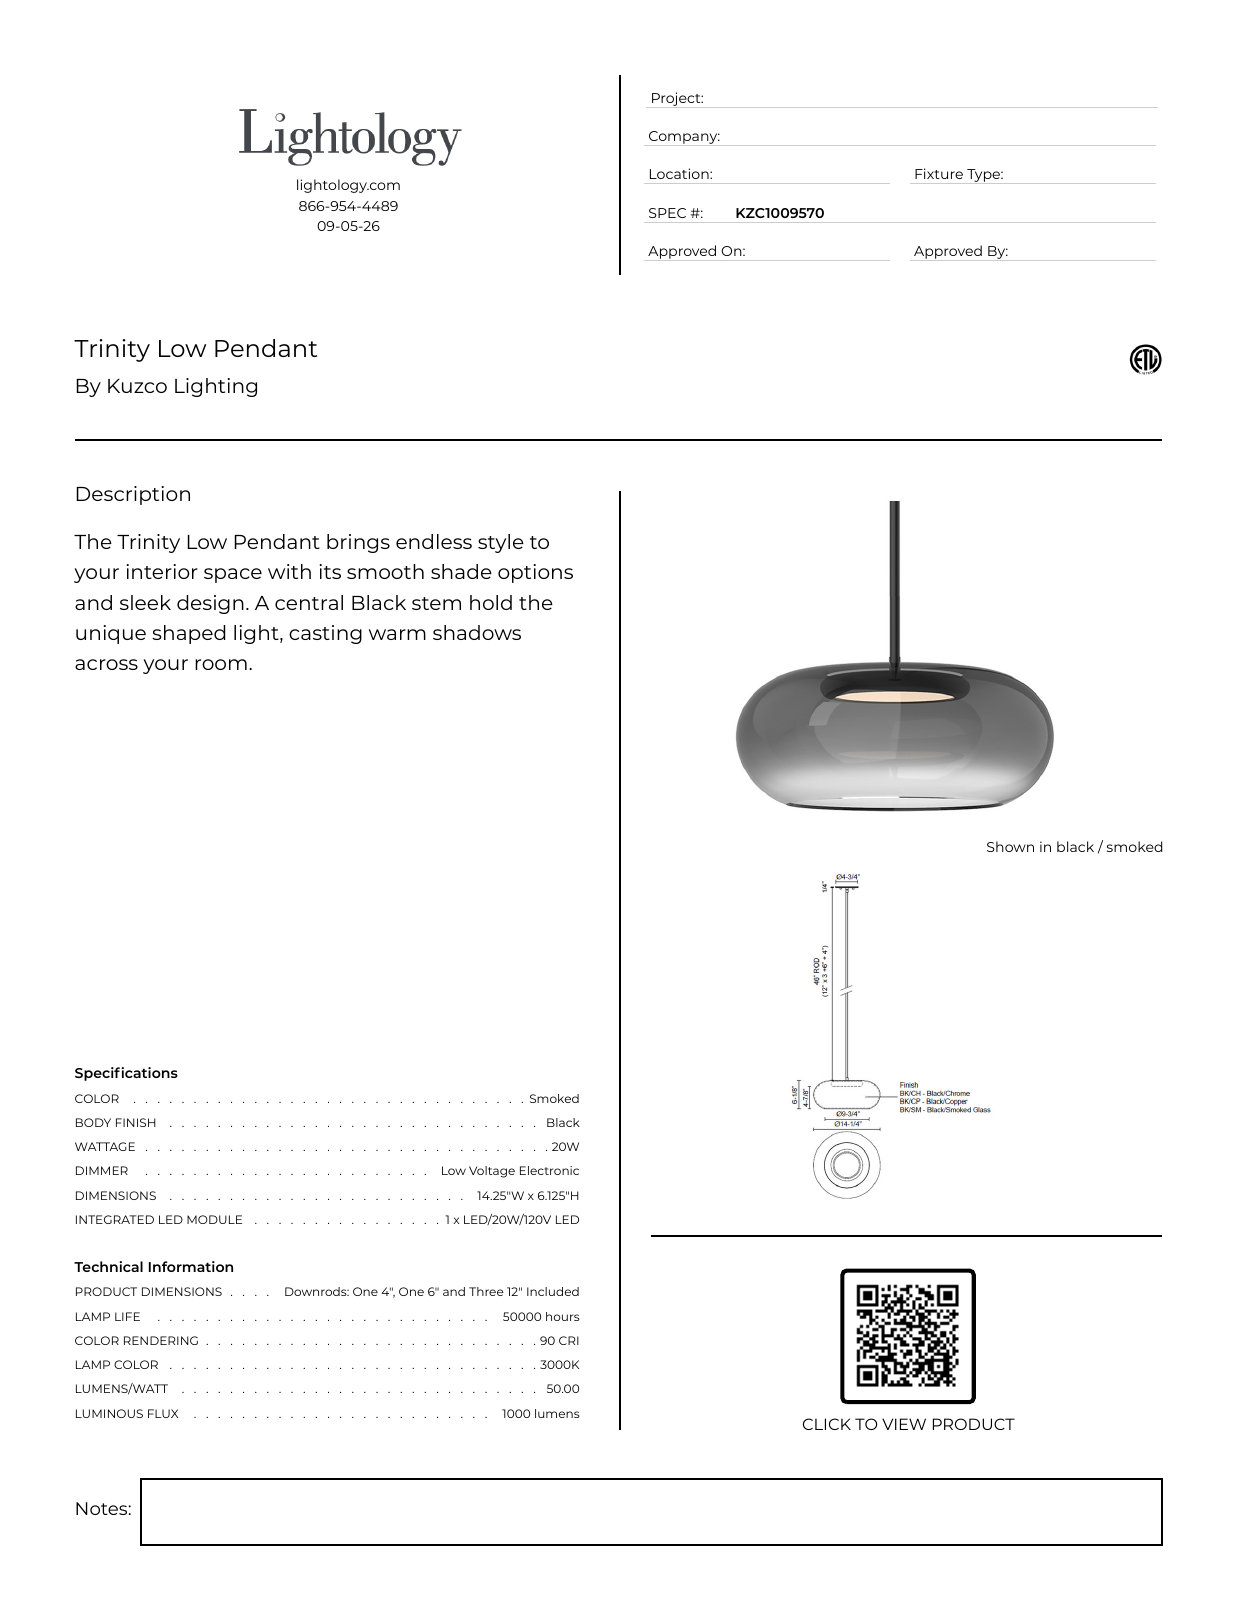 Lightology
lightology.com
866-954-4489
09-05-26
Project:
Company:
Location:
Fixture Type:
SPEC #: KZC1009570
Approved On:
Approved By:
Trinity Low Pendant
By Kuzco Lighting
ETL
Description
The Trinity Low Pendant brings endless style to
your interior space with its smooth shade options
and sleek design. A central Black stem hold the
unique shaped light, casting warm shadows
across your room.
Specifications
COLOR . . . . . . . . . . . . . . . . . . . . . . . . . . . . . . . . . . Smoked
BODY FINISH . . . . . . . . . . . . . . . . . . . . . . . . . . . . . . . . Black
WATTAGE . . . . . . . . . . . . . . . . . . . . . . . . . . . . . . . . . . . 20W
DIMMER . . . . . . . . . . . . . . . . . . . . . . . . . Low Voltage Electronic
DIMENSIONS . . . . . . . . . . . . . . . . . . . . . . . . . . 14.25"W x 6.125"H
INTEGRATED LED MODULE . . . . . . . . . . . . . . . . 1 x LED/20W/120V LED
Technical Information
PRODUCT DIMENSIONS . . . . Downrods: One 4", One 6" and Three 12" Included
LAMP LIFE . . . . . . . . . . . . . . . . . . . . . . . . . . . . . 50000 hours
COLOR RENDERING . . . . . . . . . . . . . . . . . . . . . . . . . . . . . 90 CRI
LAMP COLOR . . . . . . . . . . . . . . . . . . . . . . . . . . . . . . . . 3000K
LUMENS/WATT . . . . . . . . . . . . . . . . . . . . . . . . . . . . . . . 50.00
LUMINOUS FLUX . . . . . . . . . . . . . . . . . . . . . . . . . . 1000 lumens
Shown in black / smoked
Ø4-3/4"
1/4"
46" ROD
(12" x 3 +6" + 4")
6-1/8"
4-7/8"
Finish
BK/CH - Black/Chrome
BK/CP - Black/Copper
BK/SM - Black/Smoked Glass
Ø9-3/4"
Ø14-1/4"
CLICK TO VIEW PRODUCT
Notes: